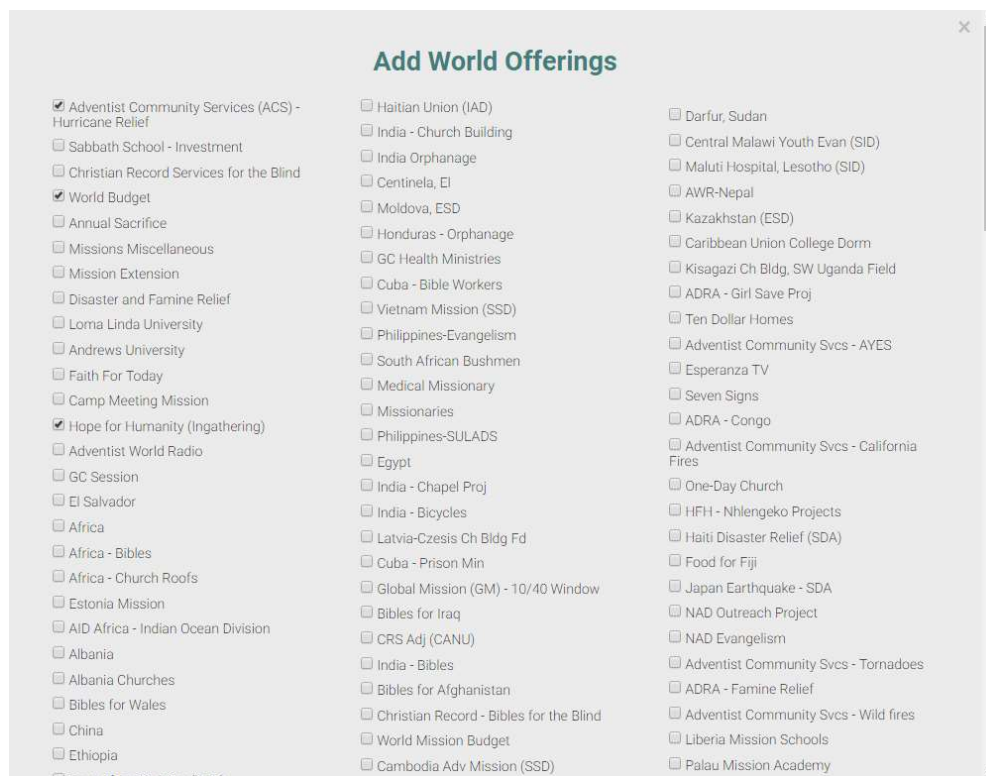 ×
Add World Offerings
Adventist Community Services (ACS) -
Hurricane Relief
Sabbath School - Investment
Christian Record Services for the Blind
World Budget
Annual Sacrifice
Missions Miscellaneous
Mission Extension
Disaster and Famine Relief
Loma Linda University
Andrews University
Faith For Today
Camp Meeting Mission
Hope for Humanity (Ingathering)
Adventist World Radio
GC Session
El Salvador
Africa
Africa - Bibles
Africa - Church Roofs
Estonia Mission
AID Africa - Indian Ocean Division
Albania
Albania Churches
Bibles for Wales
China
Ethiopia
Haitian Union (IAD)
India - Church Building
India Orphanage
Centinela, El
Moldova, ESD
Honduras - Orphanage
GC Health Ministries
Cuba - Bible Workers
Vietnam Mission (SSD)
Philippines-Evangelism
South African Bushmen
Medical Missionary
Missionaries
Philippines-SULADS
Egypt
India - Chapel Proj
India - Bicycles
Latvia-Czesis Ch Bldg Fd
Cuba - Prison Min
Global Mission (GM) - 10/40 Window
Bibles for Iraq
CRS Adj (CANU)
India - Bibles
Bibles for Afghanistan
Christian Record - Bibles for the Blind
World Mission Budget
Cambodia Adv Mission (SSD)
Darfur, Sudan
Central Malawi Youth Evan (SID)
Maluti Hospital, Lesotho (SID)
AWR-Nepal
Kazakhstan (ESD)
Caribbean Union College Dorm
Kisagazi Ch Bldg, SW Uganda Field
ADRA - Girl Save Proj
Ten Dollar Homes
Adventist Community Svcs - AYES
Esperanza TV
Seven Signs
ADRA - Congo
Adventist Community Svcs - California
Fires
One-Day Church
HFH - Nhlengeko Projects
Haiti Disaster Relief (SDA)
Food for Fiji
Japan Earthquake - SDA
NAD Outreach Project
NAD Evangelism
Adventist Community Svcs - Tornadoes
ADRA - Famine Relief
Adventist Community Svcs - Wild fires
Liberia Mission Schools
Palau Mission Academy